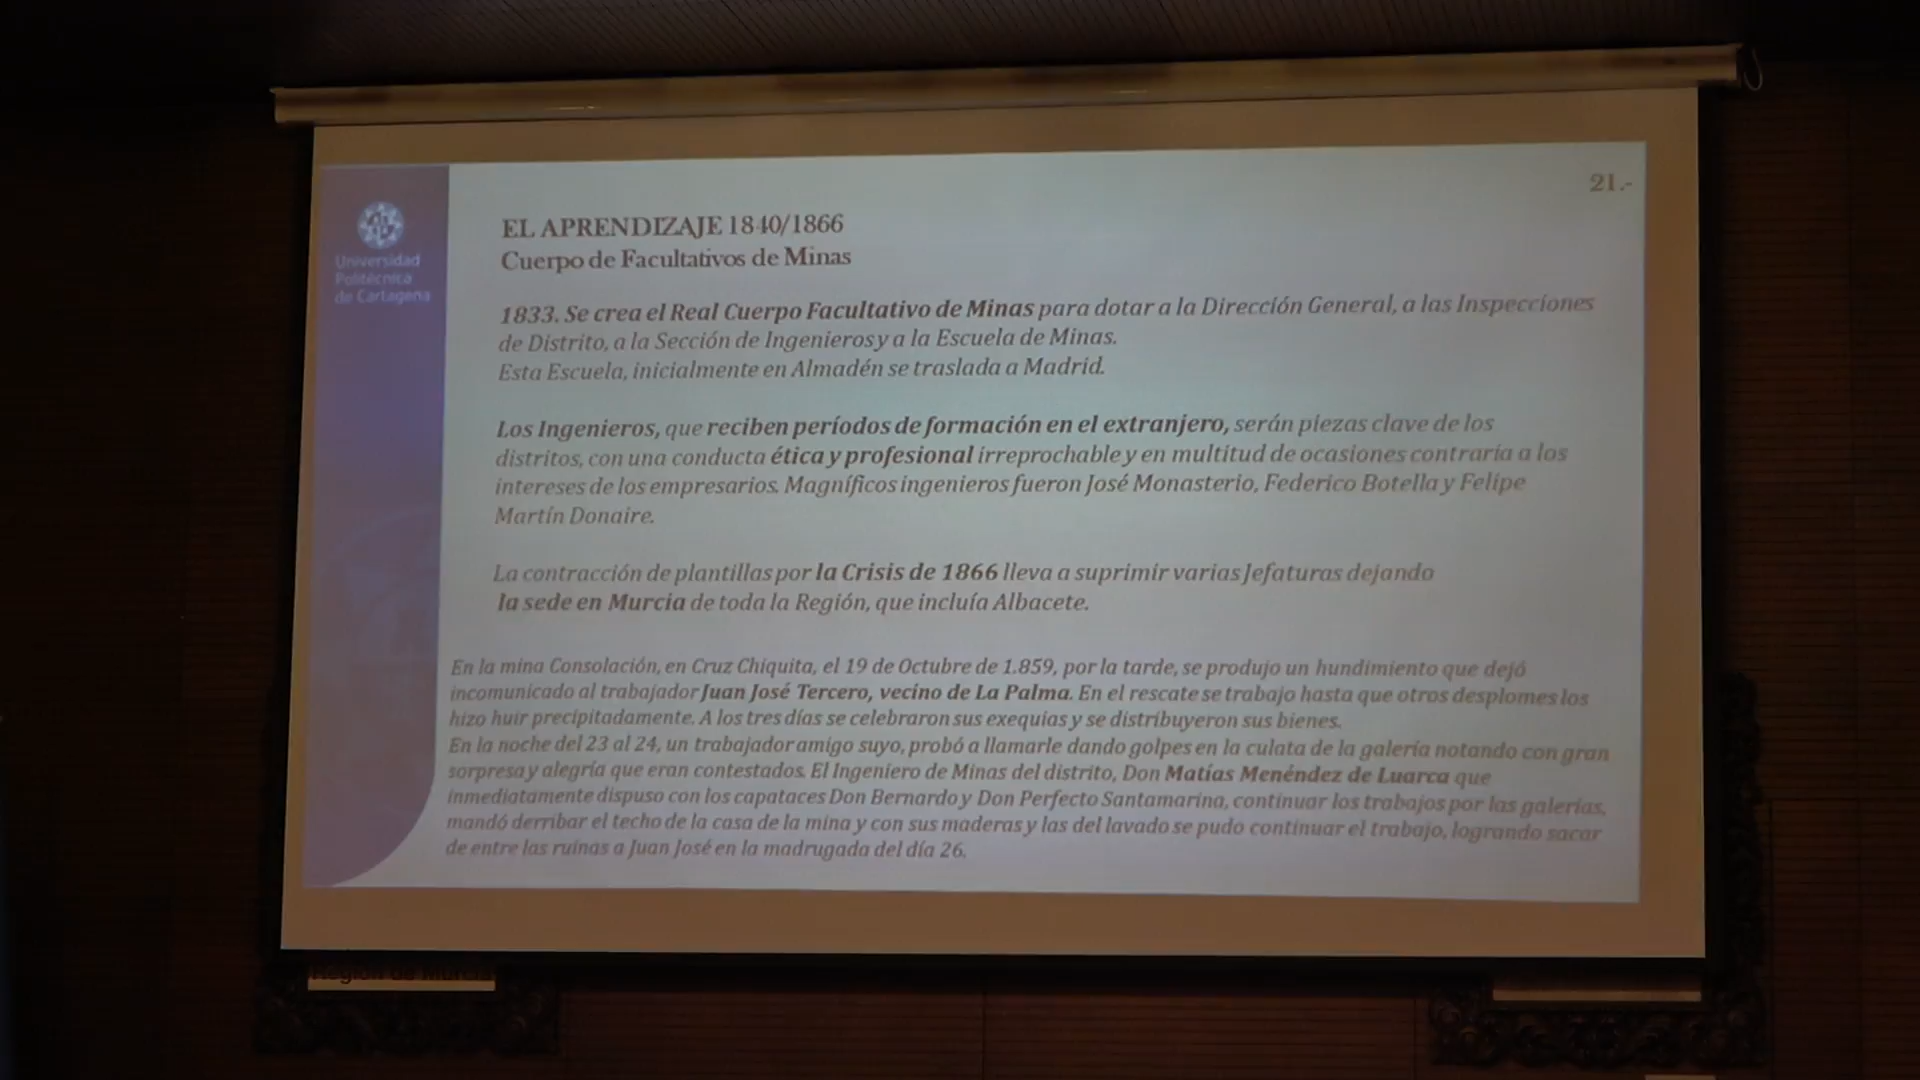 21.-
Universidad
Politécnica
de Cartagena
EL APRENDIZAJE 1840/1866
Cuerpo de Facultativos de Minas
1833. Se crea el Real Cuerpo Facultativo de Minas para dotar a la Dirección General, a las Inspecciones
de Distrito, a la Sección de Ingenieros y a la Escuela de Minas.
Esta Escuela, inicialmente en Almadén se traslada a Madrid.
Los Ingenieros, que reciben períodos de formación en el extranjero, serán piezas clave de los
distritos, con una conducta ética y profesional irreprochable y en multitud de ocasiones contraria a los
intereses de los empresarios. Magníficos ingenieros fueron José Monasterio, Federico Botella y Felipe
Martín Donaire.
La contracción de plantillas por la Crisis de 1866 lleva a suprimir varias Jefaturas dejando
la sede en Murcia de toda la Región, que incluía Albacete.
En la mina Consolación, en Cruz Chiquita, el 19 de Octubre de 1.859, por la tarde, se produjo un hundimiento que dejó
incomunicado al trabajador Juan José Tercero, vecino de La Palma. En el rescate se trabajo hasta que otros desplomes los
hizo huir precipitadamente. A los tres días se celebraron sus exequias y se distribuyeron sus bienes.
En la noche del 23 al 24, un trabajador amigo suyo, probó a llamarle dando golpes en la culata de la galería notando con gran
sorpresa y alegría que eran contestados. El Ingeniero de Minas del distrito, Don Matías Menéndez de Luarca que
inmediatamente dispuso con los capataces Don Bernardo y Don Perfecto Santamarina, continuar los trabajos por las galerías,
mandó derribar el techo de la casa de la mina y con sus maderas y las del lavado se pudo continuar el trabajo, logrando sacar
de entre las ruinas a Juan José en la madrugada del día 26.
Región de Murcia